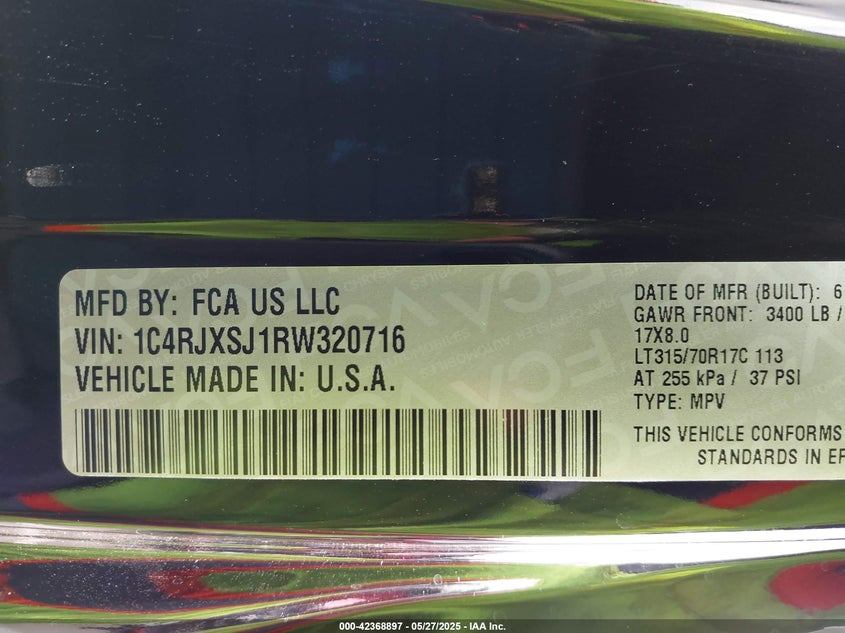 MFD BY: FCA US LLC
VIN: 1C4RJXSJ1RW320716
VEHICLE MADE IN: U.S.A.
DATE OF MFR (BUILT): 6
GAWR FRONT: 3400 LB /
17X8.0
LT315/70R17C 113
AT 255 kPa / 37 PSI
TYPE: MPV
THIS VEHICLE CONFORMS
STANDARDS IN EF
000-42368897 - 05/27/2025 - IAA Inc.